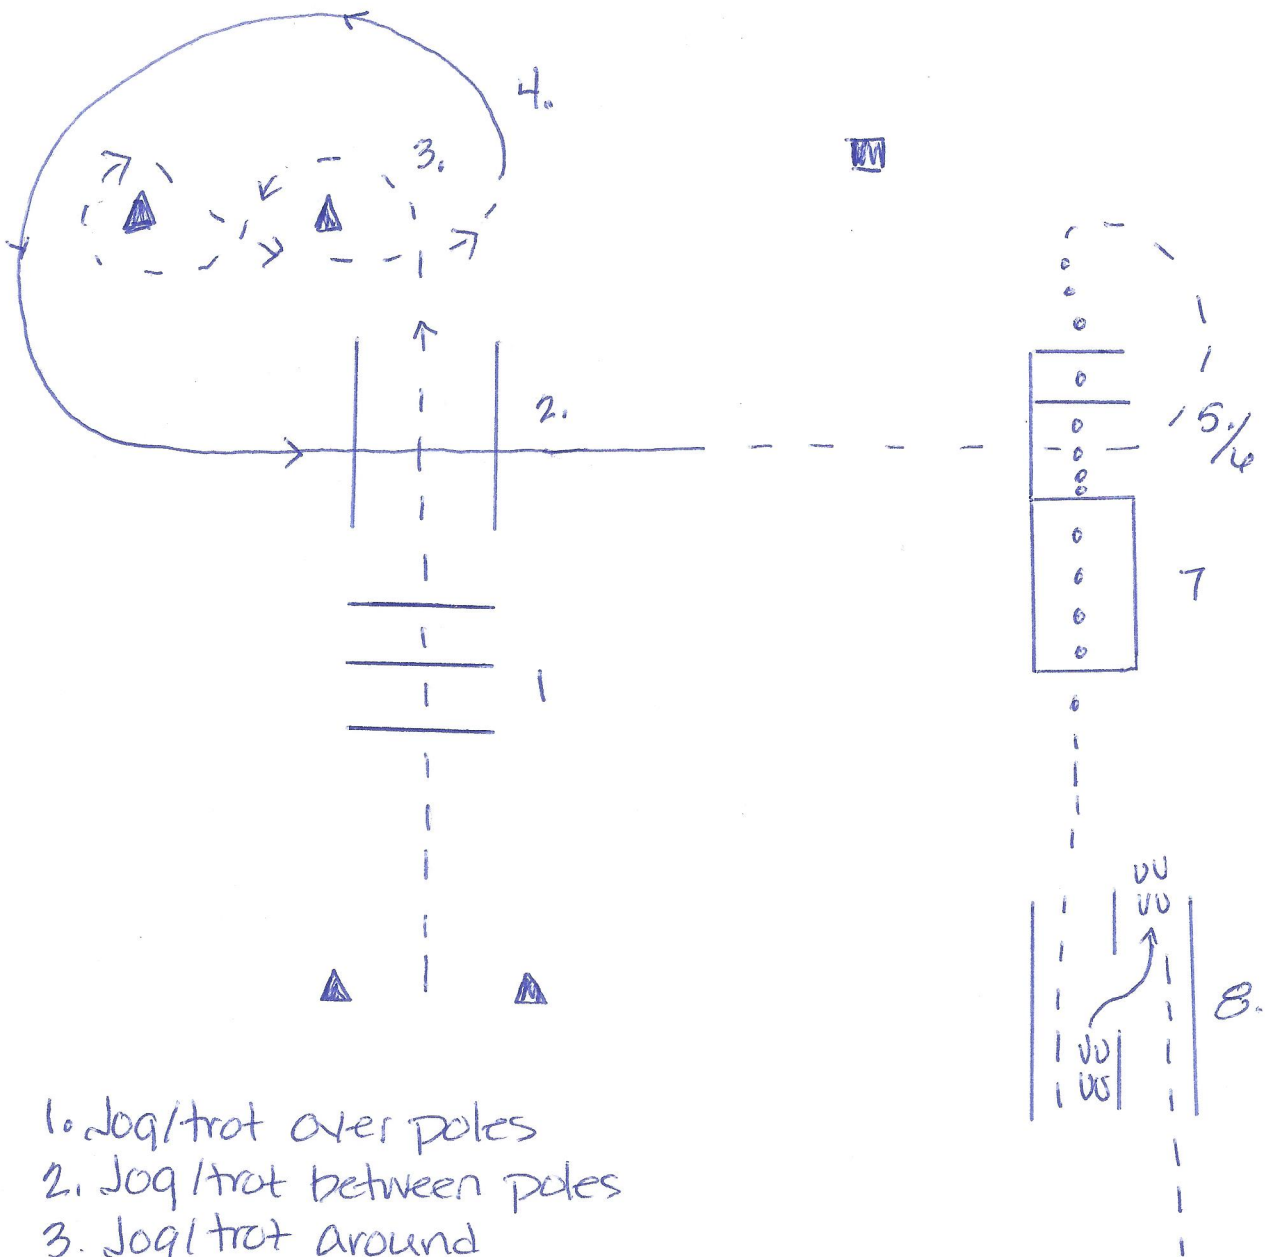 4.
3.
2.
5./6
7
1
8.
1. Jog/trot over poles
2. Jog/trot between poles
3. Jog/trot around